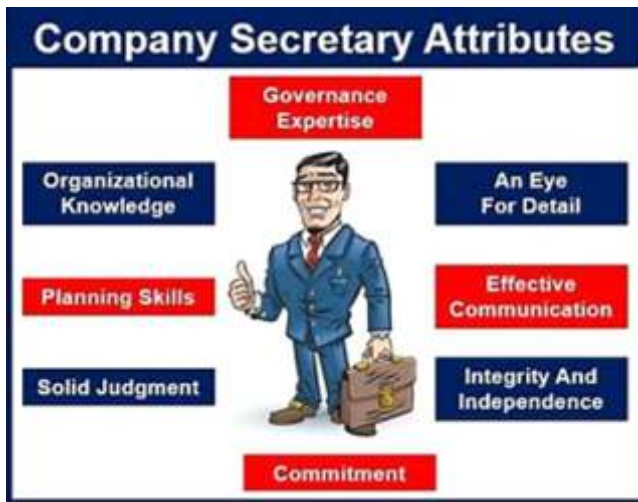 Company Secretary Attributes
Governance
Expertise
Organizational
Knowledge
An Eye
For Detail
Planning Skills
Effective
Communication
Solid Judgment
Integrity And
Independence
Commitment